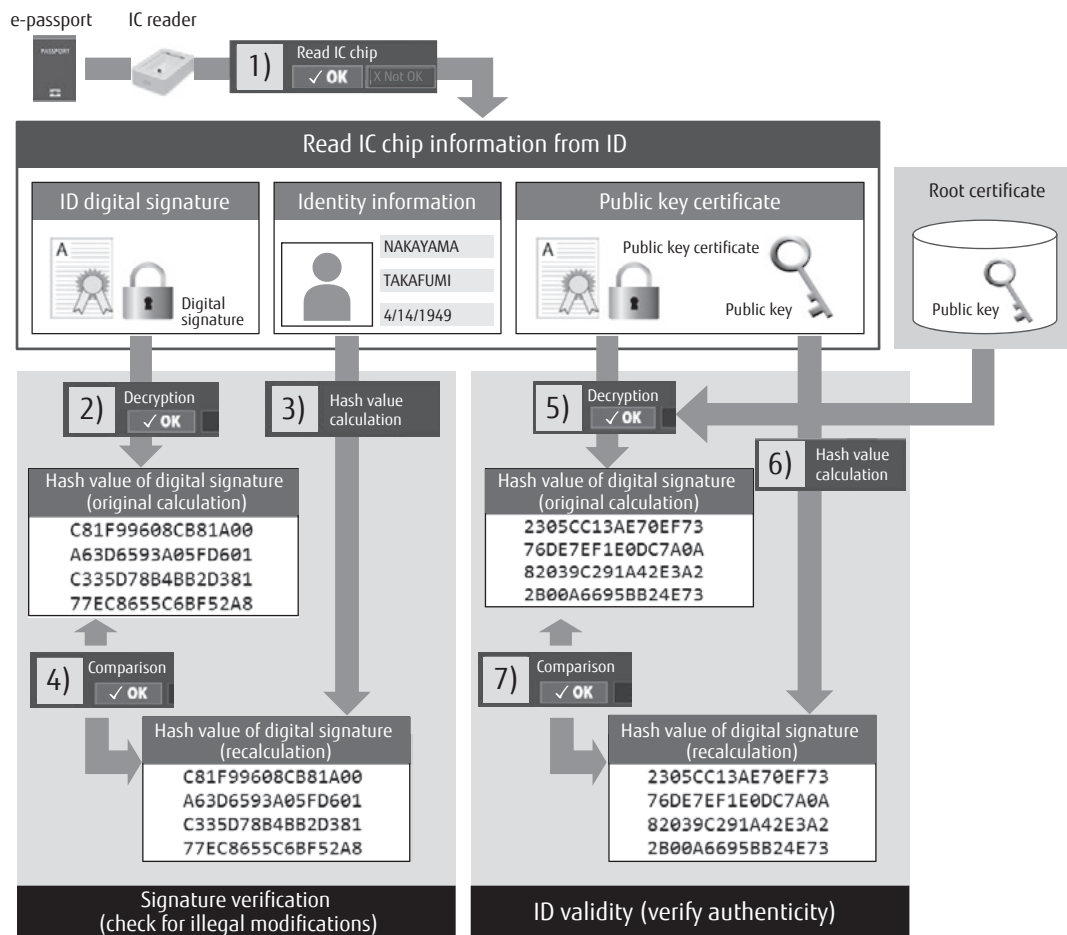 e-passport
IC reader
PASSPORT
1)
Read IC chip
✓ OK
X Not OK
Read IC chip information from ID
ID digital signature
A
Digital
signature
Identity information
NAKAYAMA
TAKAFUMI
4/14/1949
Public key certificate
A
Public key certificate
Public key
Root certificate
Public key
2)
Decryption
✓ OK
3)
Hash value
calculation
5)
Decryption
✓ OK
6)
Hash value
calculation
Hash value of digital signature
(original calculation)
C81F99608CB81A00
A63D6593A05FD601
C335D78B4BB2D381
77EC8655C6BF52A8
Hash value of digital signature
(original calculation)
2305CC13AE70EF73
76DE7EF1E0DC7A0A
82039C291A42E3A2
2B00A6695BB24E73
4)
Comparison
✓ OK
7)
Comparison
✓ OK
Hash value of digital signature
(recalculation)
C81F99608CB81A00
A63D6593A05FD601
C335D78B4BB2D381
77EC8655C6BF52A8
Hash value of digital signature
(recalculation)
2305CC13AE70EF73
76DE7EF1E0DC7A0A
82039C291A42E3A2
2B00A6695BB24E73
Signature verification
(check for illegal modifications)
ID validity (verify authenticity)